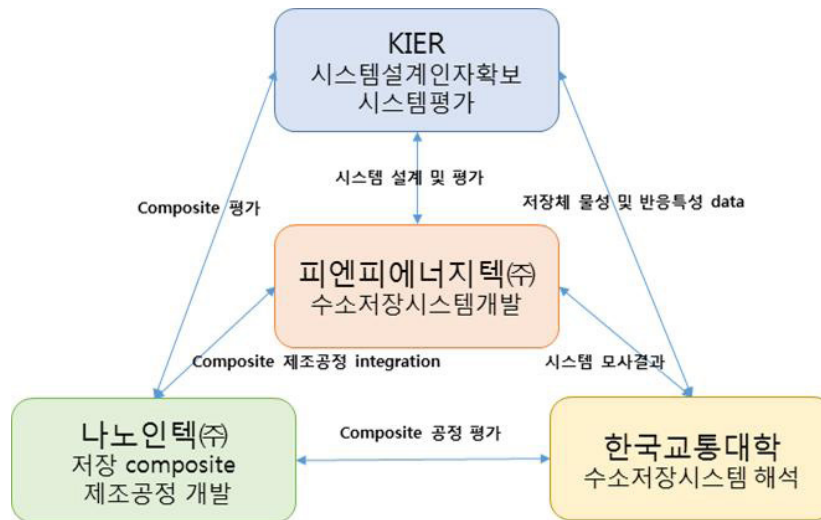 KIER
시스템설계인자확보
시스템평가
시스템 설계 및 평가
Composite 평가
저장체 물성 및 반응특성 data
피엔피에너지텍㈜
수소저장시스템개발
Composite 제조공정 integration
시스템 모사결과
나노인텍㈜
저장 composite
제조공정 개발
Composite 공정 평가
한국교통대학
수소저장시스템 해석